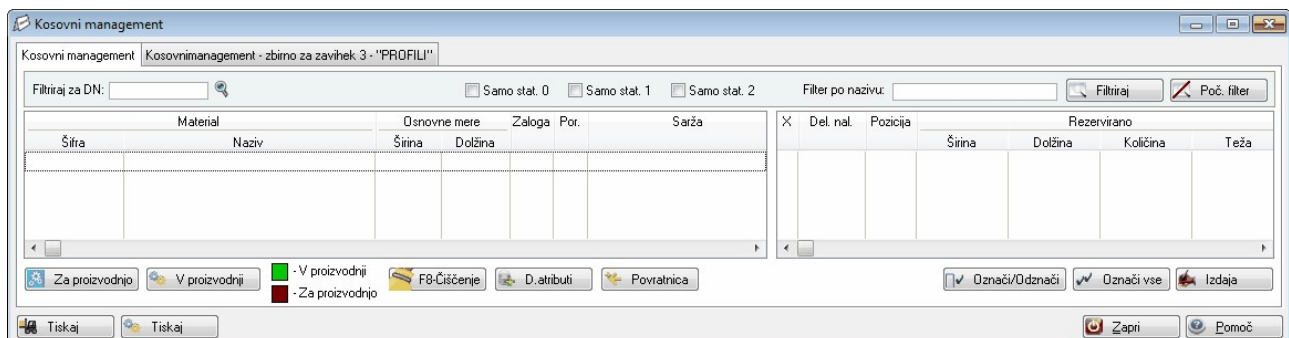 Kosovni management
Kosovni management Kosovnimanagement - zbirno za zavihek 3 - "PROFILI"
Filtriraj za DN: Samo stat. 0 Samo stat. 1 Samo stat. 2 Filter po nazivu: Filtriraj Poč. filter
Material Osnovne mere Zaloga Por. Sarža X Del. nal. Pozicija Rezervirano
Šifra Naziv Širina Dolžina Širina Dolžina Količina Teža
Za proizvodnjo V proizvodnji - V proizvodnji F8-Čiščenje D.atributi Povratnica Označi/Odznači Označi vse Izdaja
- Za proizvodnjo
Tiskaj Tiskaj Zapri Pomoč